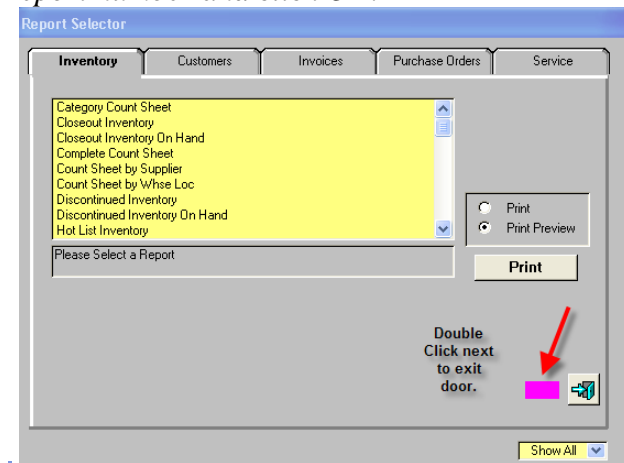 Report Selector
Inventory
Customers
Invoices
Purchase Orders
Service
Category Count Sheet
Closeout Inventory
Closeout Inventory On Hand
Complete Count Sheet
Count Sheet by Supplier
Count Sheet by Whse Loc
Discontinued Inventory
Discontinued Inventory On Hand
Hot List Inventory
Print
Print Preview
Please Select a Report
Print
Double
Click next
to exit
door.
Show All